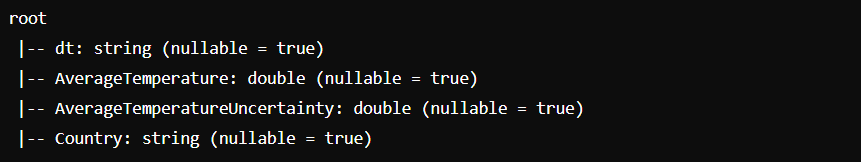 root
 |-- dt: string (nullable = true)
 |-- AverageTemperature: double (nullable = true)
 |-- AverageTemperatureUncertainty: double (nullable = true)
 |-- Country: string (nullable = true)